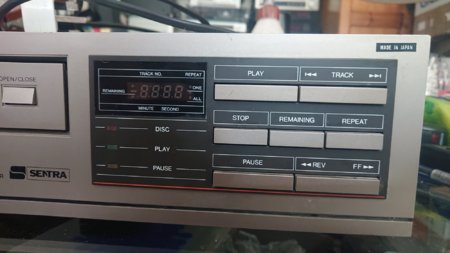 MADE IN JAPAN
OPEN/CLOSE
TRACK NO. REPEAT
REMAINING
ONE
ALL
MINUTE SECOND
PLAY
TRACK
STOP REMAINING REPEAT
DISC
PLAY
PAUSE
PAUSE
REV FF
SENTRA